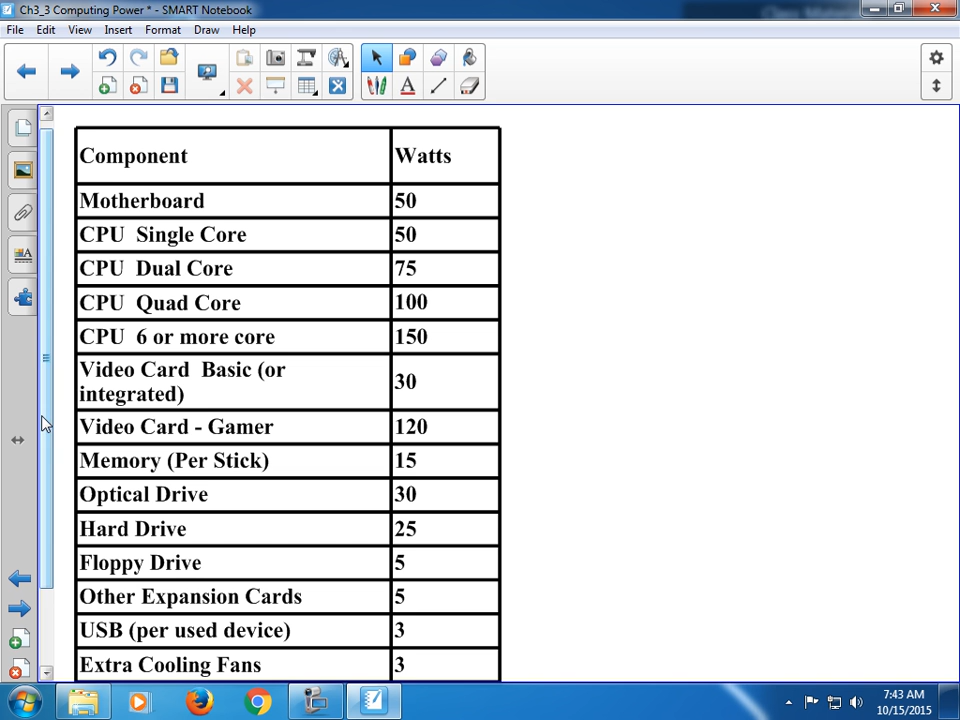 Ch3_3 Computing Power * - SMART Notebook
File Edit View Insert Format Draw Help
Component Watts
Motherboard 50
CPU Single Core 50
CPU Dual Core 75
CPU Quad Core 100
CPU 6 or more core 150
Video Card Basic (or
integrated) 30
Video Card - Gamer 120
Memory (Per Stick) 15
Optical Drive 30
Hard Drive 25
Floppy Drive 5
Other Expansion Cards 5
USB (per used device) 3
Extra Cooling Fans 3
7:43 AM
10/15/2015